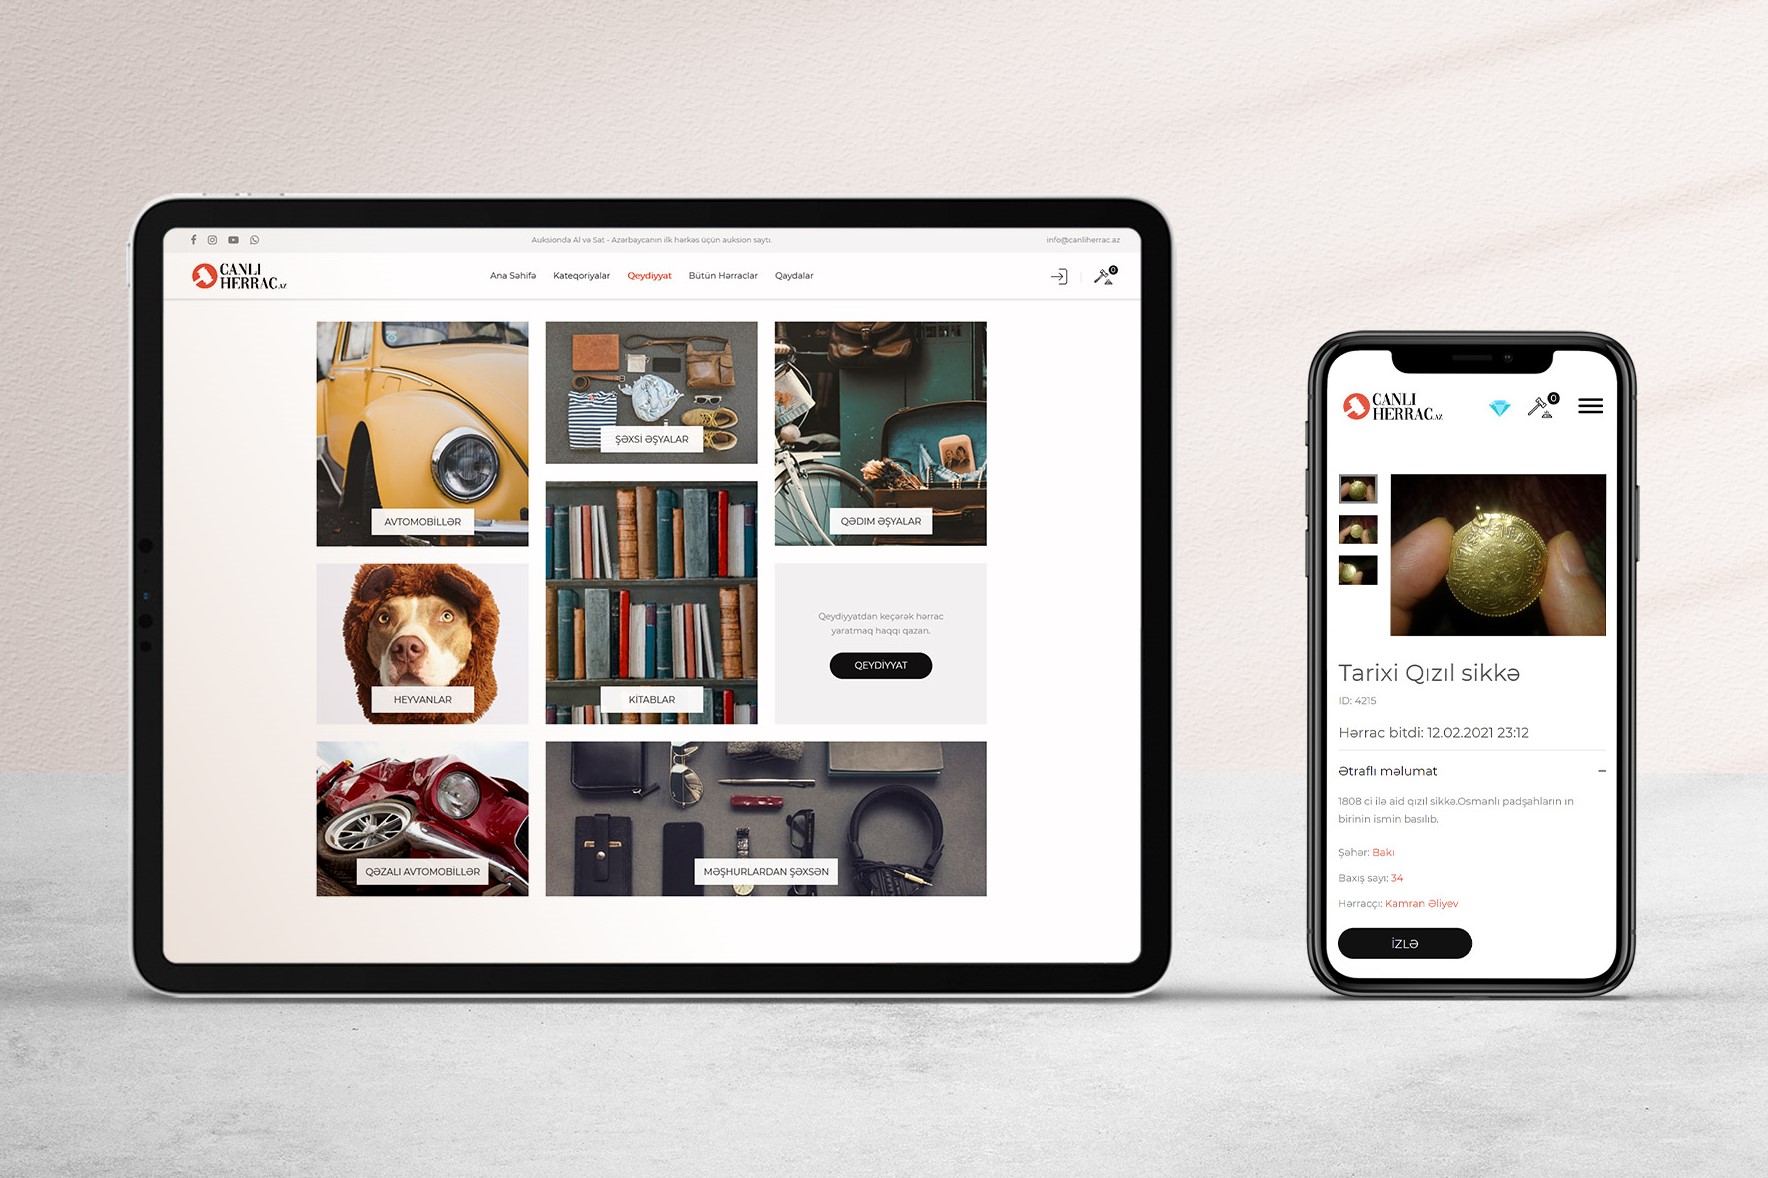 Auksionda Al və Sat - Azərbaycanın ilk hərkəs üçün auksion saytı.
info@canliherrac.az
CANLI
HERRAC.AZ
Ana Səhifə
Kateqoriyalar
Qeydiyyat
Bütün Hərraclar
Qaydalar
0
AVTOMOBİLLƏR
ŞƏXSİ ƏŞYALAR
QƏDIM ƏŞYALAR
HEYVANLAR
KİTABLAR
Qeydiyyatdan keçərək hərrac
yaratmaq haqqı qazan.
QEYDİYYAT
QƏZALI AVTOMOBİLLƏR
MƏŞHURLARDAN ŞƏXSƏN
CANLI
HERRAC.AZ
0
Tarixi Qızıl sikkə
ID: 4215
Hərrac bitdi: 12.02.2021 23:12
Ətraflı məlumat
1808 ci ilə aid qızıl sikkə.Osmanlı padşahların ın
birinin ismin basılıb.
Şəhər: Bakı
Baxış sayı: 34
Hərracçı: Kamran Əliyev
İZLƏ